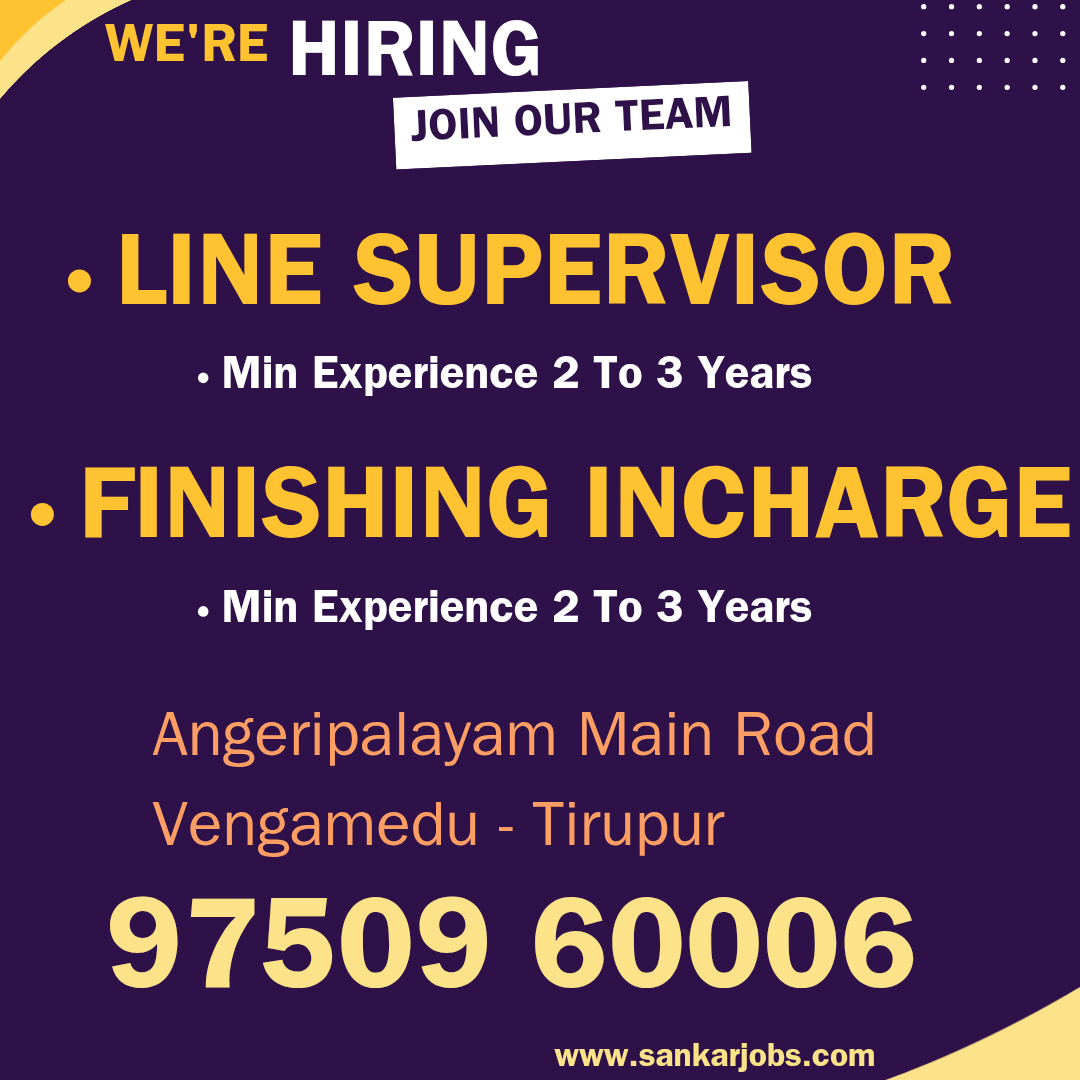 WE'RE HIRING
JOIN OUR TEAM
• LINE SUPERVISOR
• Min Experience 2 To 3 Years
• FINISHING INCHARGE
• Min Experience 2 To 3 Years
Angeripalayam Main Road
Vengamedu - Tirupur
97509 60006
www.sankarjobs.com